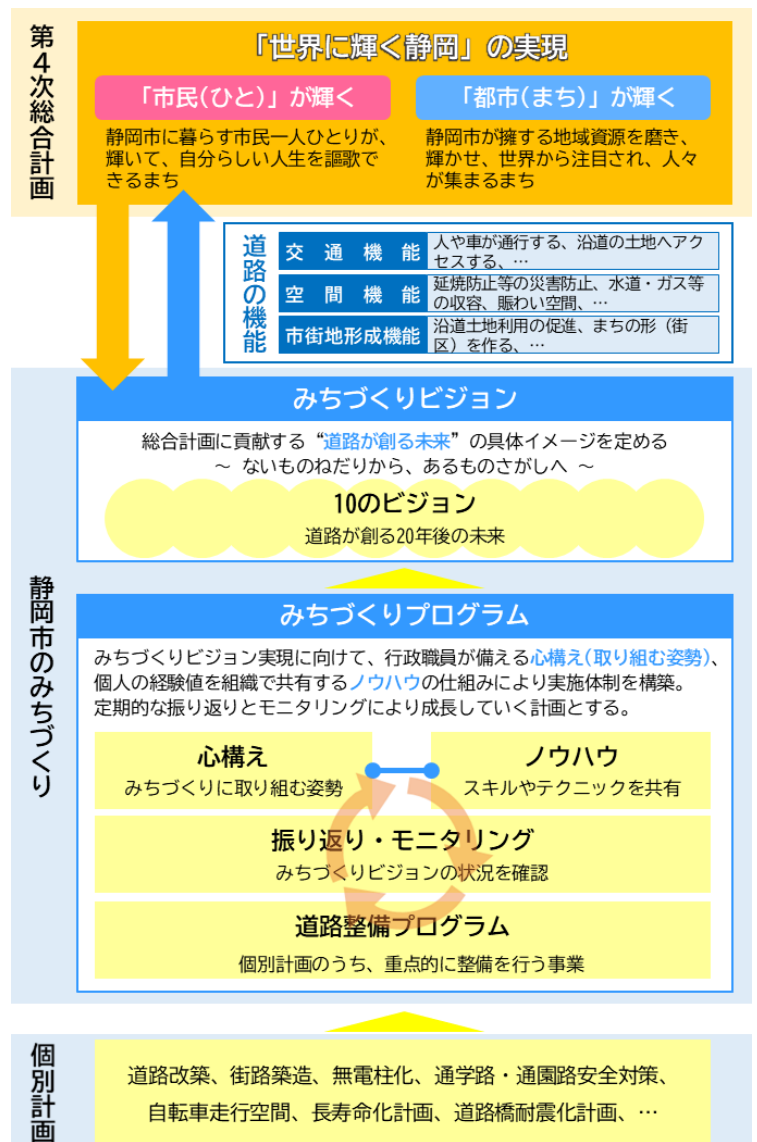 第4次総合計画
「世界に輝く静岡」の実現
「市民(ひと)」が輝く
静岡市に暮らす市民一人ひとりが、
輝いて、自分らしい人生を謳歌で
きるまち
「都市(まち)」が輝く
静岡市が擁する地域資源を磨き、
輝かせ、世界から注目され、人々
が集まるまち
道路の機能
交通機能
人や車が通行する、沿道の土地へアク
セスする、…
空間機能
延焼防止等の災害防止、水道・ガス等
の収容、賑わい空間、…
市街地形成機能
沿道土地利用の促進、まちの形（街
区）を作る、…
静岡市のみちづくり
みちづくりビジョン
総合計画に貢献する“道路が創る未来”の具体イメージを定める
～ ないものねだりから、あるものさがしへ ～
10のビジョン
道路が創る20年後の未来
みちづくりプログラム
みちづくりビジョン実現に向けて、行政職員が備える心構え(取り組む姿勢)、
個人の経験値を組織で共有するノウハウの仕組みにより実施体制を構築。
定期的な振り返りとモニタリングにより成長していく計画とする。
心構え
みちづくりに取り組む姿勢
ノウハウ
スキルやテクニックを共有
振り返り・モニタリング
みちづくりビジョンの状況を確認
道路整備プログラム
個別計画のうち、重点的に整備を行う事業
個別計画
道路改築、街路築造、無電柱化、通学路・通園路安全対策、
自転車走行空間、長寿命化計画、道路橋耐震化計画、…